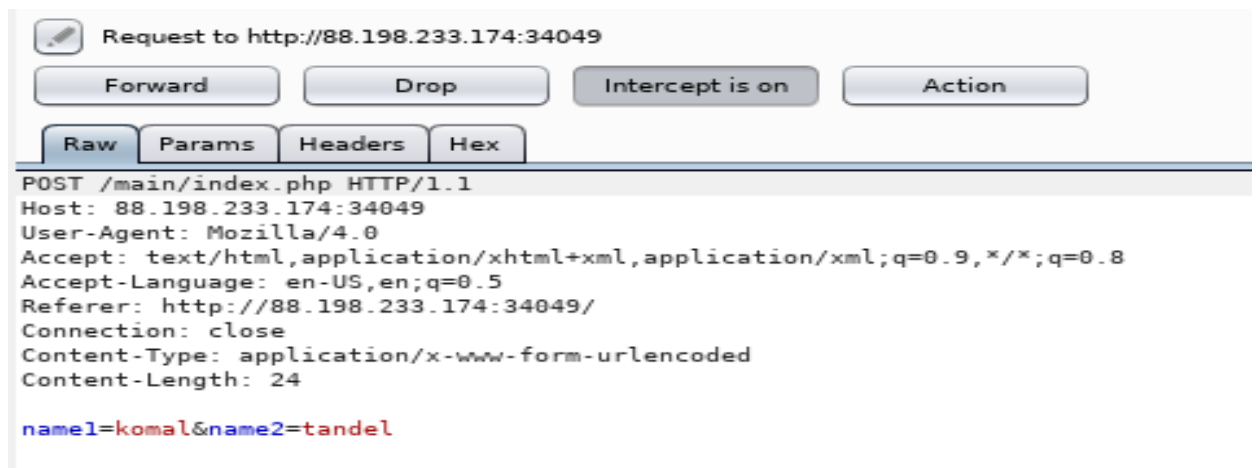 Request to http://88.198.233.174:34049
Forward Drop Intercept is on Action
Raw Params Headers Hex
POST /main/index.php HTTP/1.1
Host: 88.198.233.174:34049
User-Agent: Mozilla/4.0
Accept: text/html,application/xhtml+xml,application/xml;q=0.9,*/*;q=0.8
Accept-Language: en-US,en;q=0.5
Referer: http://88.198.233.174:34049/
Connection: close
Content-Type: application/x-www-form-urlencoded
Content-Length: 24
name1=komal&name2=tandel